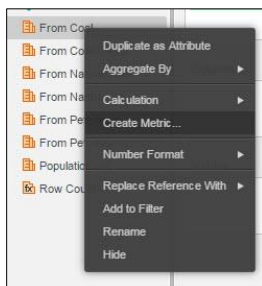 From Coal
Duplicate as Attribute
From Co
Aggregate By
From Na
Calculation
From Na
Create Metric...
From Pe
Number Format
From Pe
Population
Replace Reference With
Row Cou
Add to Filter
Rename
Hide